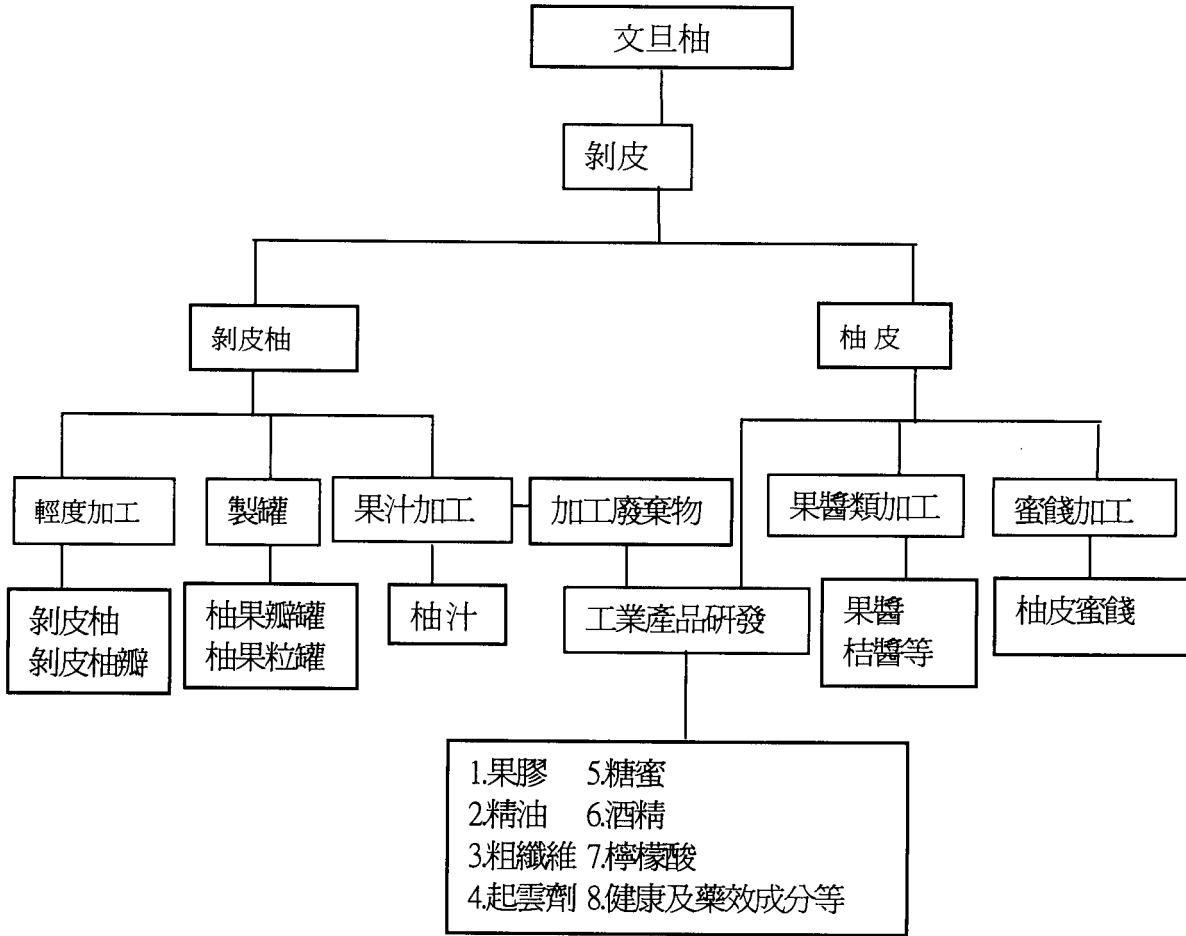 文旦柚
剝皮
剝皮柚
柚皮
輕度加工
製罐
果汁加工
加工廢棄物
果醬類加工
蜜餞加工
剝皮柚
剝皮柚瓣
柚果瓣罐
柚果粒罐
柚汁
工業產品研發
果醬
桔醬等
柚皮蜜餞
1.果膠 5.糖蜜
2.精油 6.酒精
3.粗纖維 7.檸檬酸
4.起雲劑 8.健康及藥效成分等